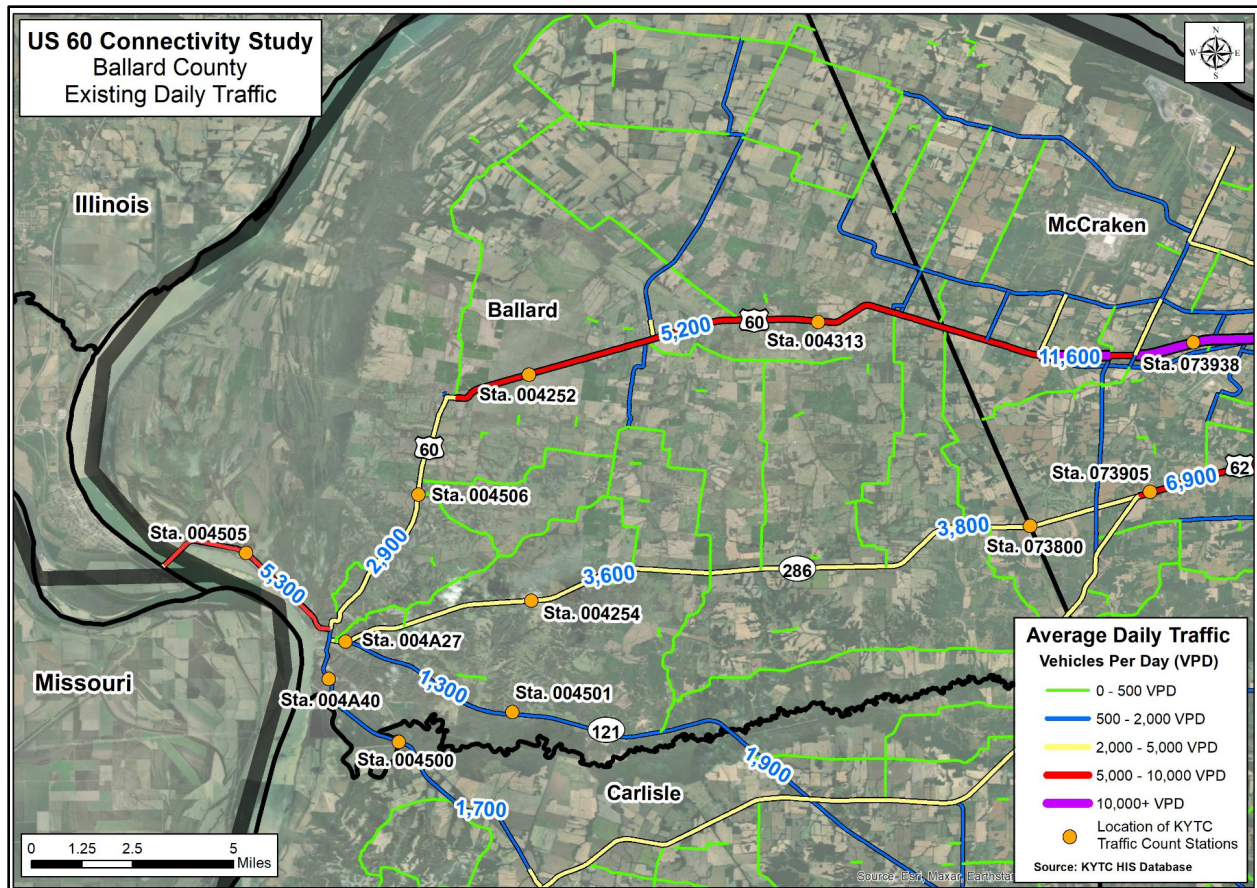 US 60 Connectivity Study
Ballard County
Existing Daily Traffic
N
W E
S
Illinois
McCraken
Ballard
5,200
60
Sta. 004313
11,600
Sta. 073938
Sta. 004252
60
Sta. 004506
Sta. 073905
6,900
62
Sta. 004505
2,900
3,800
Sta. 073800
5,300
3,600
286
Sta. 004254
Sta. 004A27
Missouri
Sta. 004A40
1,300
Sta. 004501
121
Sta. 004500
1,900
Carlisle
1,700
Average Daily Traffic
Vehicles Per Day (VPD)
0 - 500 VPD
500 - 2,000 VPD
2,000 - 5,000 VPD
5,000 - 10,000 VPD
10,000+ VPD
Location of KYTC
Traffic Count Stations
Source: KYTC HIS Database
0 1.25 2.5 5
Miles
Source: Esri, Maxar, Earthstar